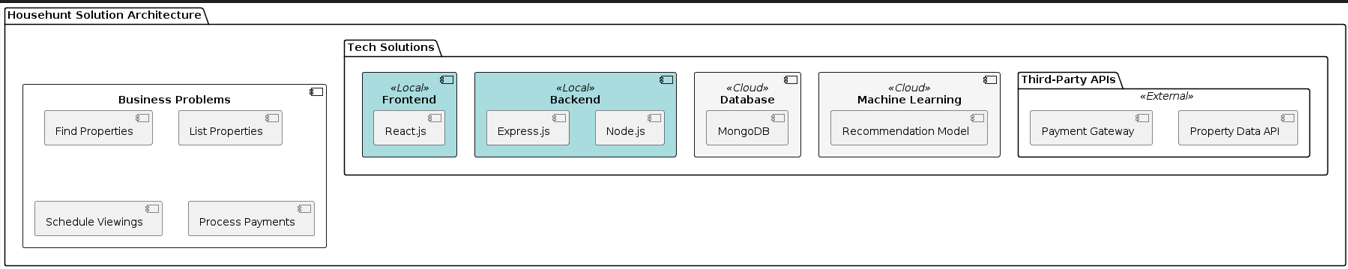 Househunt Solution Architecture
Business Problems
Find Properties
List Properties
Schedule Viewings
Process Payments
Tech Solutions
«Local»
Frontend
React.js
«Local»
Backend
Express.js
Node.js
«Cloud»
Database
MongoDB
«Cloud»
Machine Learning
Recommendation Model
Third-Party APIs
«External»
Payment Gateway
Property Data API